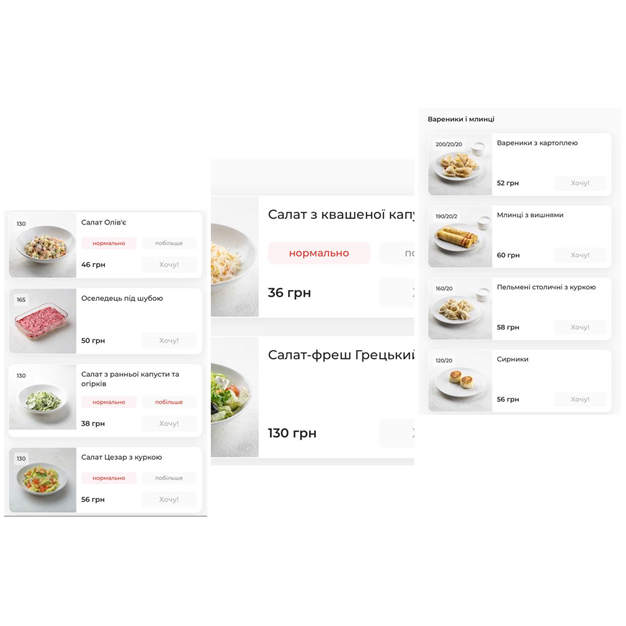 130
Салат Олів'є
нормально
побільше
46 грн
Хочу!
165
Оселедець під шубою
50 грн
Хочу!
130
Салат з ранньої капусти та
огірків
нормально
побільше
38 грн
Хочу!
130
Салат Цезар з куркою
нормально
побільше
56 грн
Хочу!
Салат з квашеної капу
нормально
по
36 грн
Салат-фреш Грецький
130 грн
Вареники і млинці
200/20/20
Вареники з картоплею
52 грн
Хочу!
190/20/2
Млинці з вишнями
60 грн
Хочу!
160/20
Пельмені столичні з куркою
58 грн
Хочу!
120/20
Сирники
56 грн
Хочу!